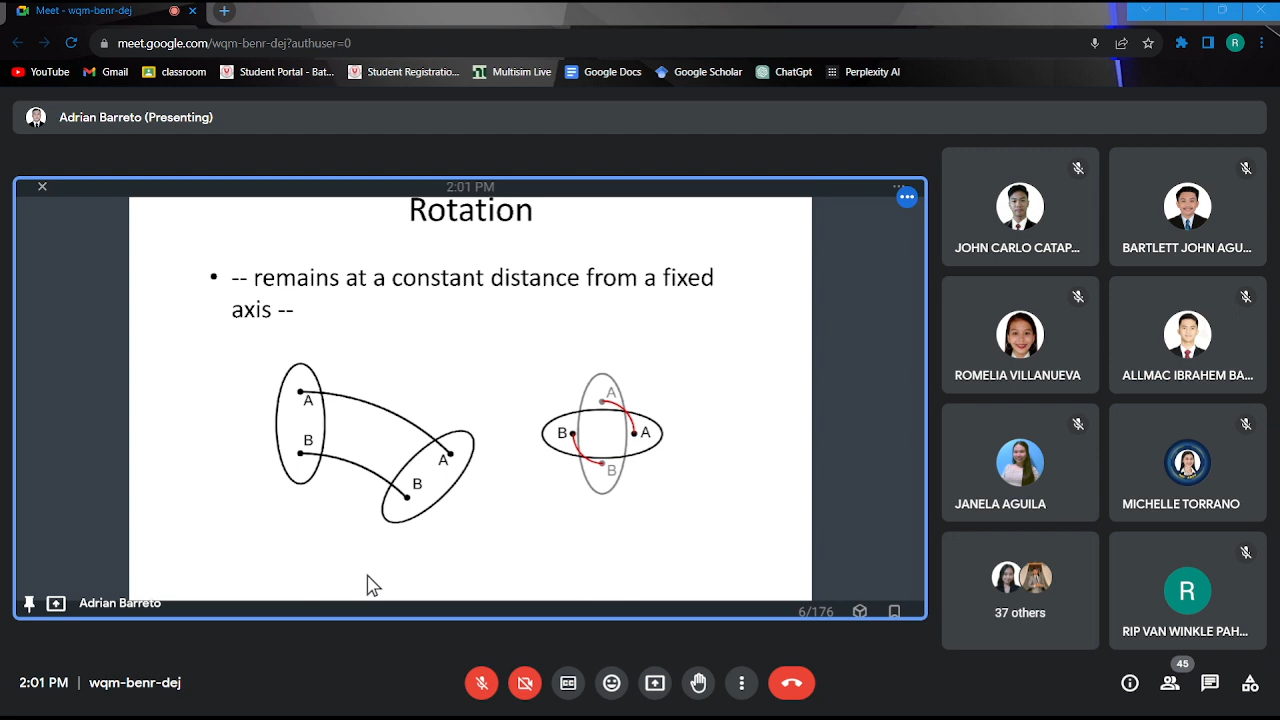 Meet - wqm-benr-dej
meet.google.com/wqm-benr-dej?authuser=0
R
YouTube Gmail classroom Student Portal - Bat... Student Registratio... Multisim Live Google Docs Google Scholar ChatGPT Perplexity AI
Adrian Barreto (Presenting)
2:01 PM
Rotation
• -- remains at a constant distance from a fixed
axis --
A
B
A
B
A
B
A
B
Adrian Barreto
6/176
JOHN CARLO CATAP...
BARTLETT JOHN AGU...
ROMELIA VILLANUEVA
ALLMAC IBRAHEM BA...
JANELA AGUILA
MICHELLE TORRANO
37 others
R
RIP VAN WINKLE PAH...
2:01 PM | wqm-benr-dej
45